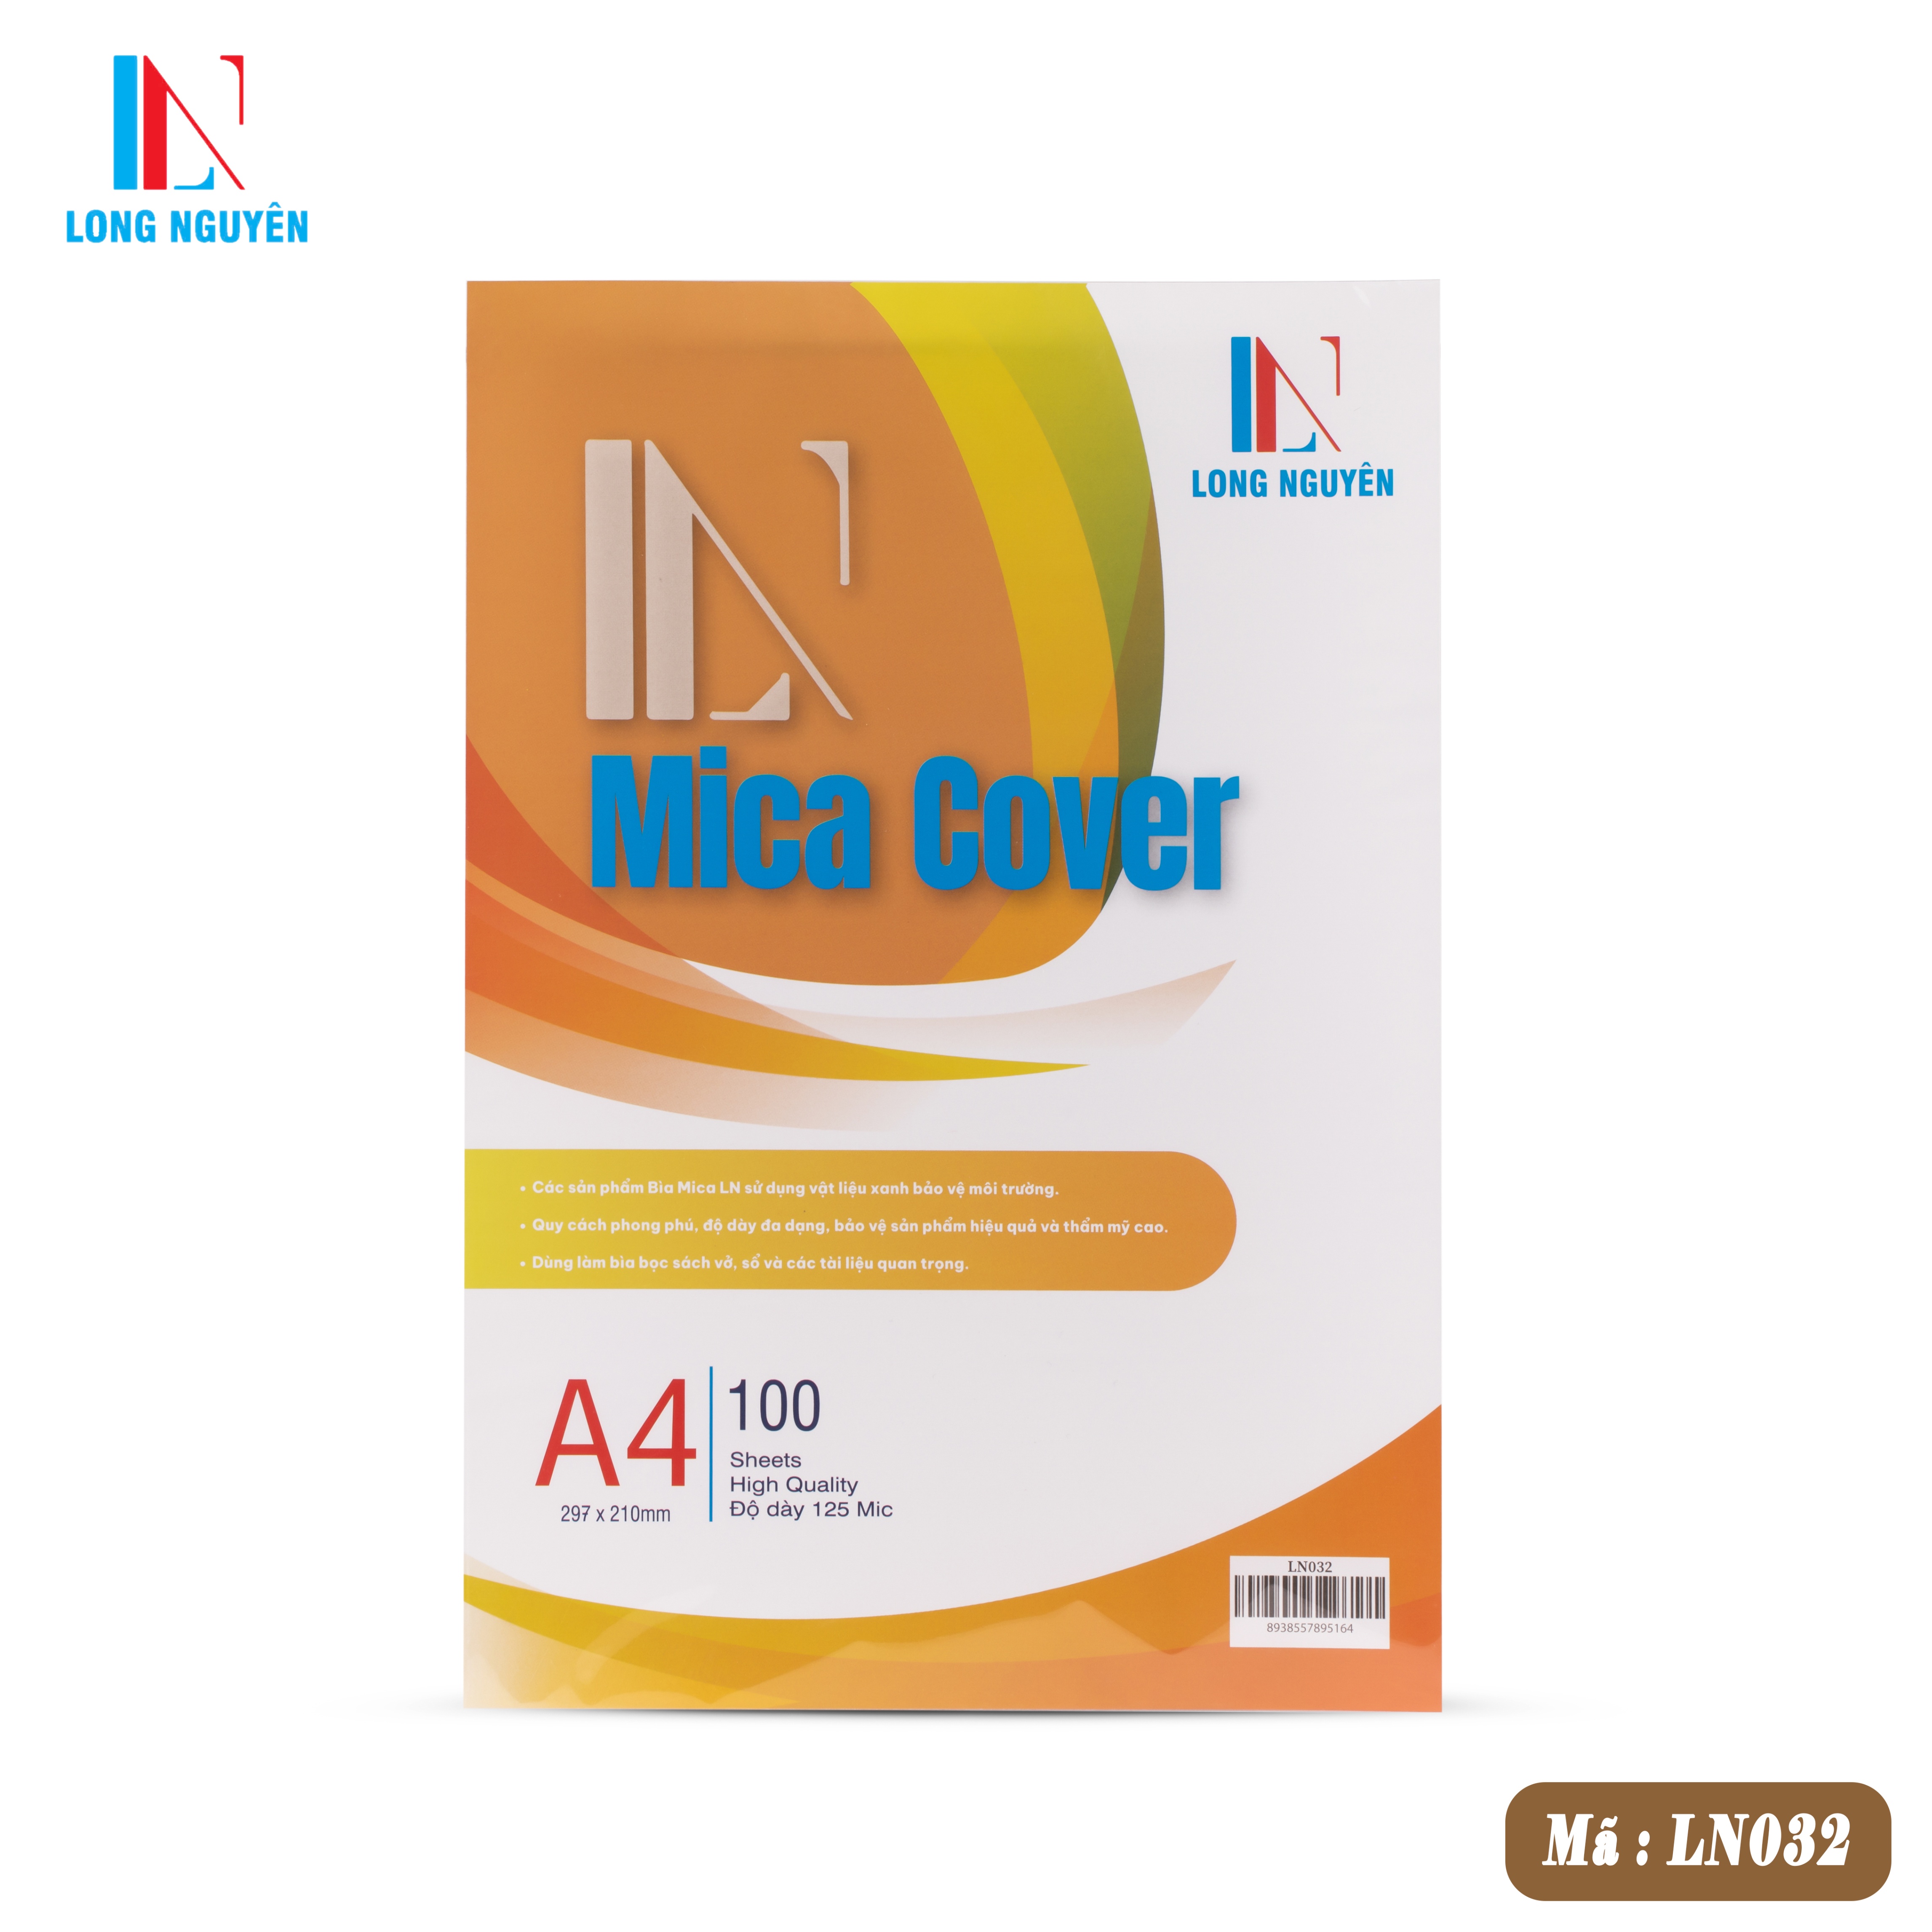 LONG NGUYÊN
LONG NGUYÊN
Mica Cover
• Các sản phẩm Bìa Mica LN sử dụng vật liệu xanh bảo vệ môi trường.
• Quy cách phong phú, độ dày đa dạng, bảo vệ sản phẩm hiệu quả và thẩm mỹ cao.
• Dùng làm bìa bọc sách vở, sổ và các tài liệu quan trọng.
A4
297 x 210mm
100
Sheets
High Quality
Độ dày 125 Mic
LN032
8938557895164
Mã : LN032